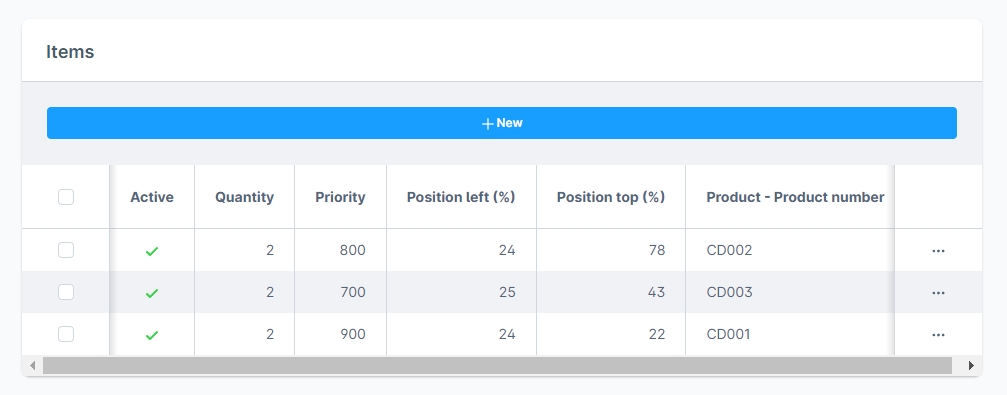 Items
+ New
Active Quantity Priority Position left (%) Position top (%) Product - Product number
2 800 24 78 CD002 ...
2 700 25 43 CD003 ...
2 900 24 22 CD001 ...